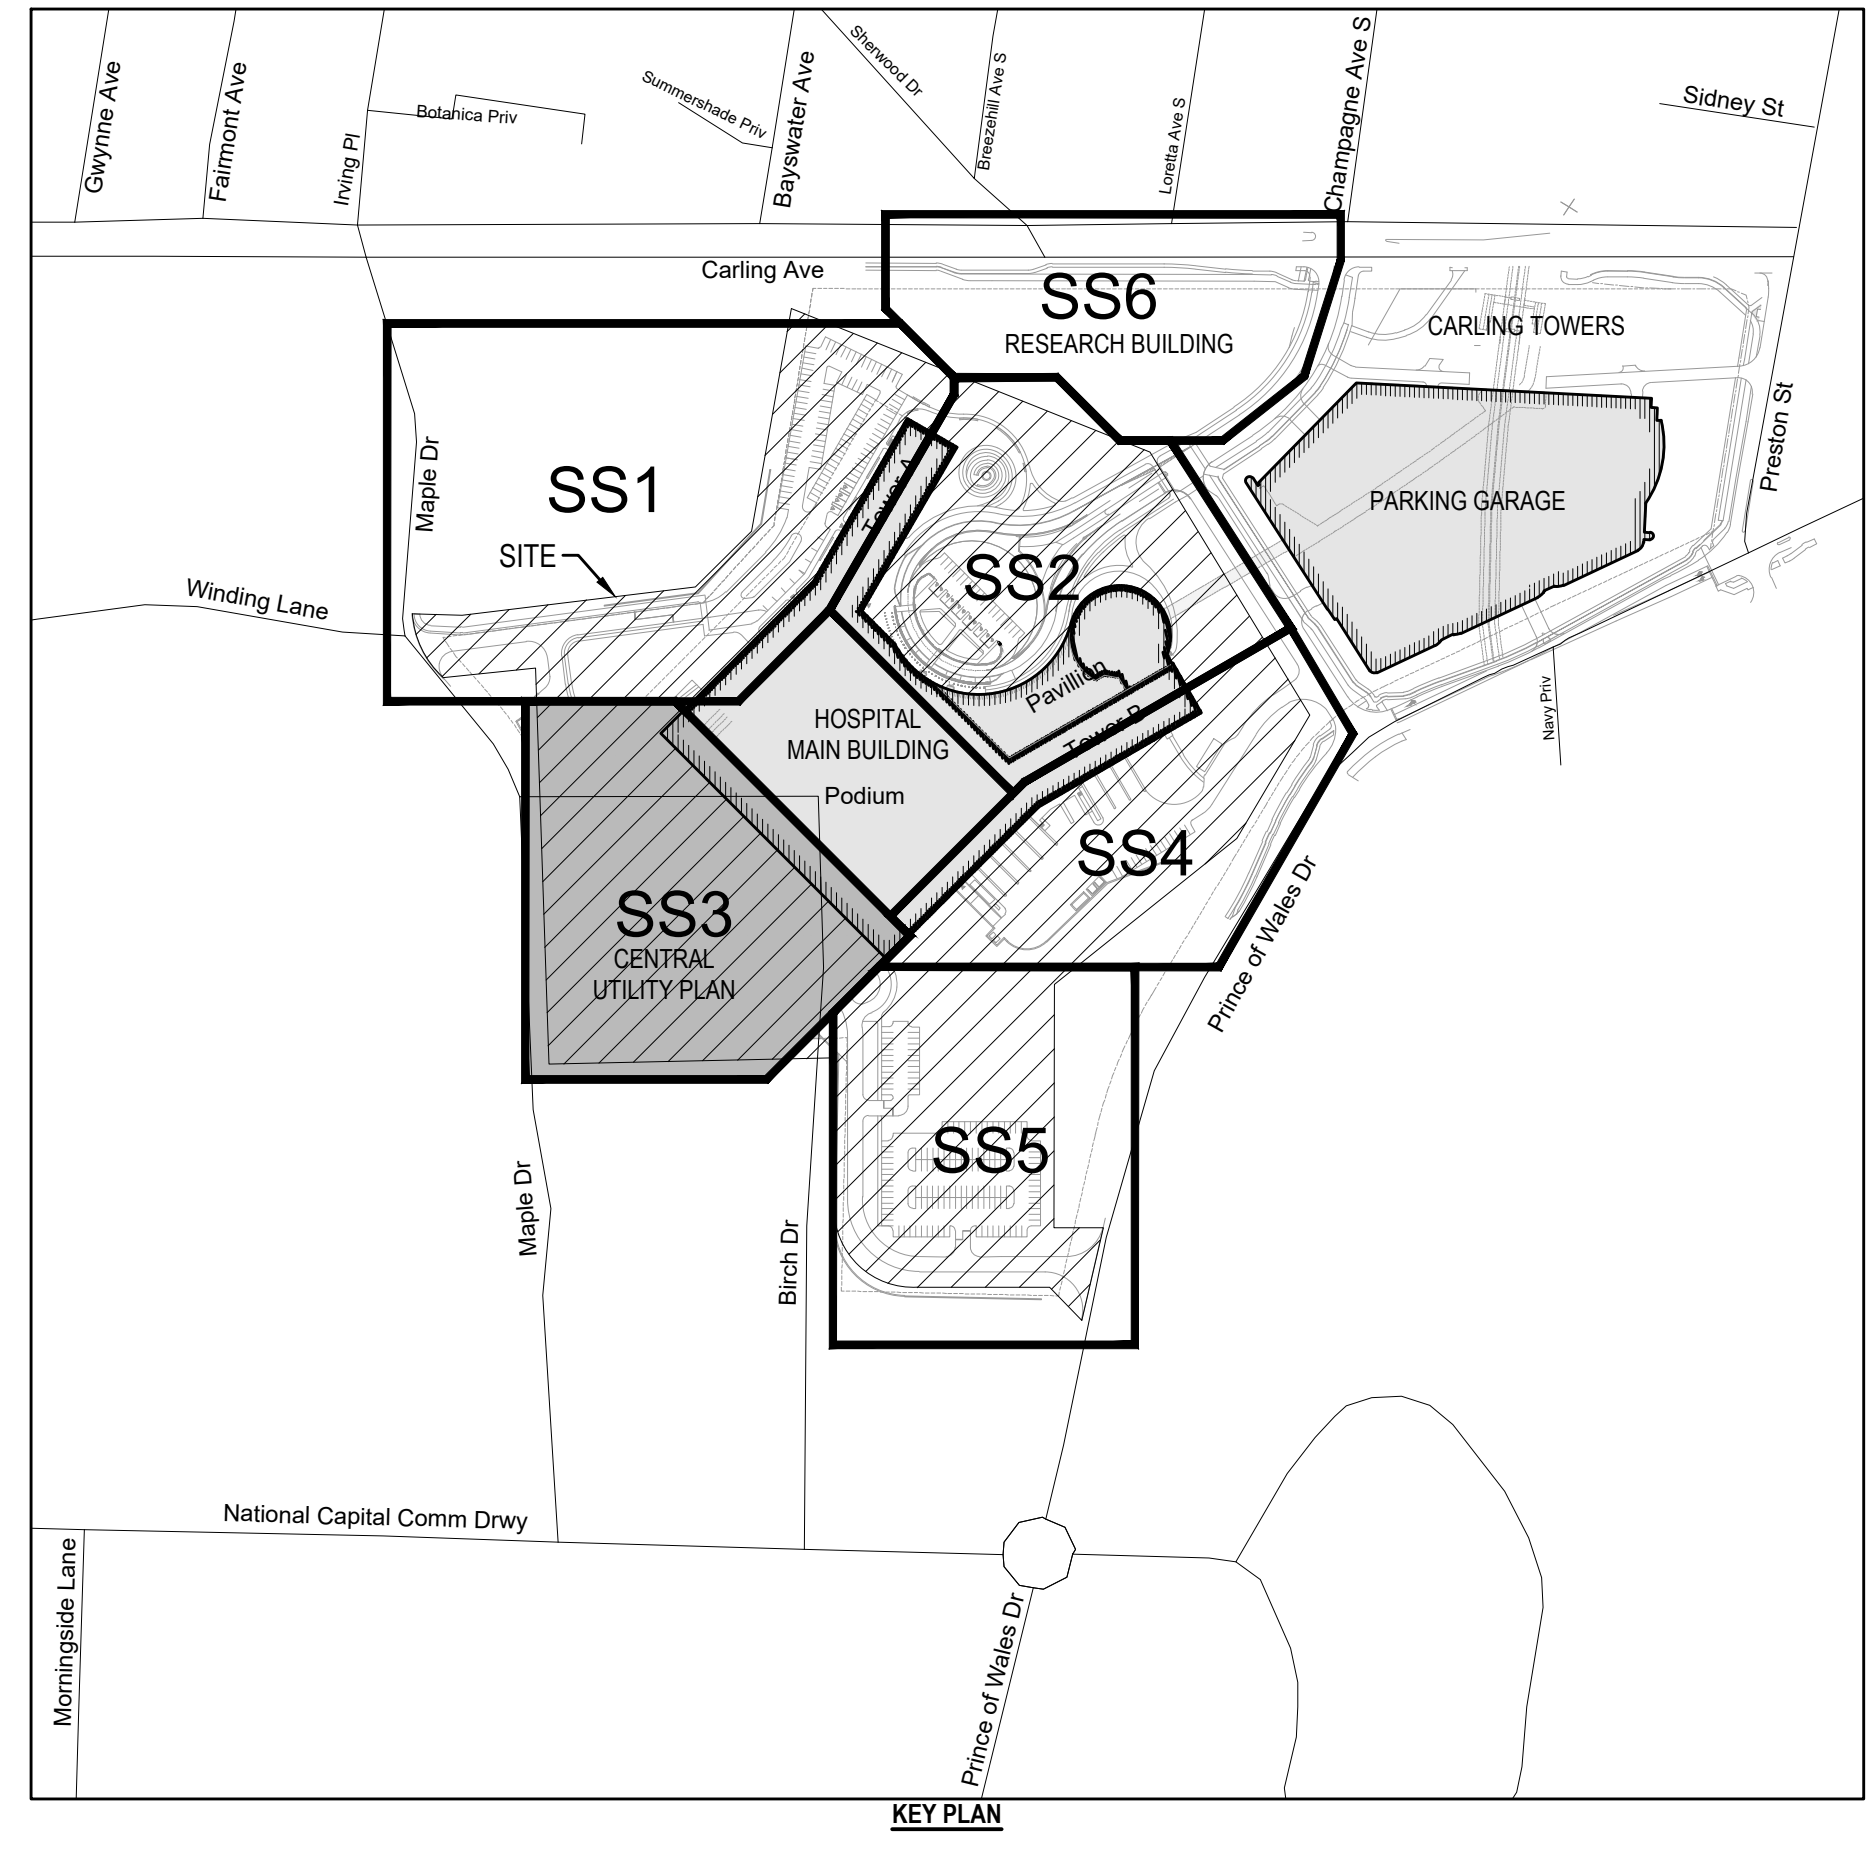 Gwynne Ave
Fairmont Ave
Irving Pl
Botanica Priv
Summershade Priv
Bayswater Ave
Sherwood Dr
Breezehill Ave S
Loretta Ave S
Champagne Ave S
Sidney St
Carling Ave
SS6
RESEARCH BUILDING
CARLING TOWERS
Preston St
Maple Dr
SS1
SITE
Winding Lane
Tower A
SS2
PARKING GARAGE
Pavillion
Tower B
HOSPITAL
MAIN BUILDING
Podium
Navy Priv
SS4
SS3
CENTRAL
UTILITY PLAN
Prince of Wales Dr
SS5
Maple Dr
Birch Dr
National Capital Comm Drwy
Morningside Lane
Prince of Wales Dr
KEY PLAN